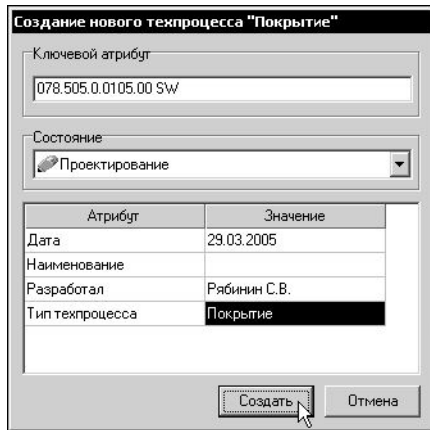 Создание нового техпроцесса "Покрытие"
Ключевой атрибут
078.505.0.0105.00 SW
Состояние
Проектирование
Атрибут Значение
Дата 29.03.2005
Наименование
Разработал Рябинин С.В.
Тип техпроцесса Покрытие
Создать Отмена